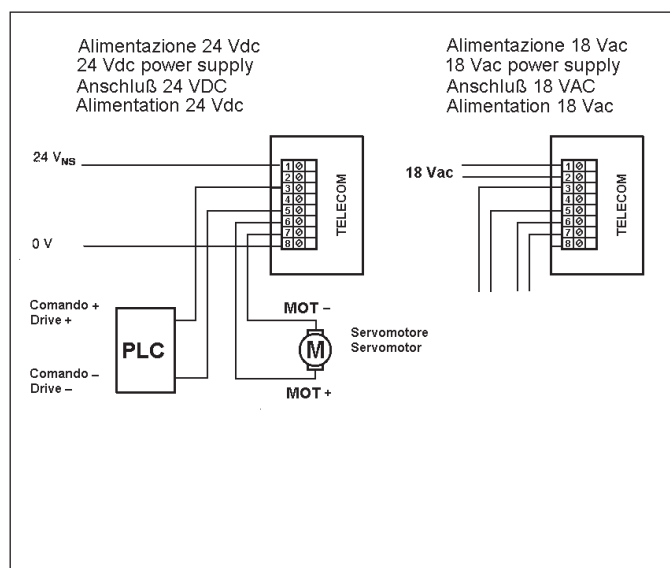 Alimentazione 24 Vdc
24 Vdc power supply
Anschluß 24 VDC
Alimentation 24 Vdc
Alimentazione 18 Vac
18 Vac power supply
Anschluß 18 VAC
Alimentation 18 Vac
24 VNS
0 V
1
2
3
4
5
6
7
8
TELECOM
18 Vac
1
2
3
4
5
6
7
8
TELECOM
Comando +
Drive +
PLC
Comando –
Drive –
MOT –
M
MOT +
Servomotore
Servomotor